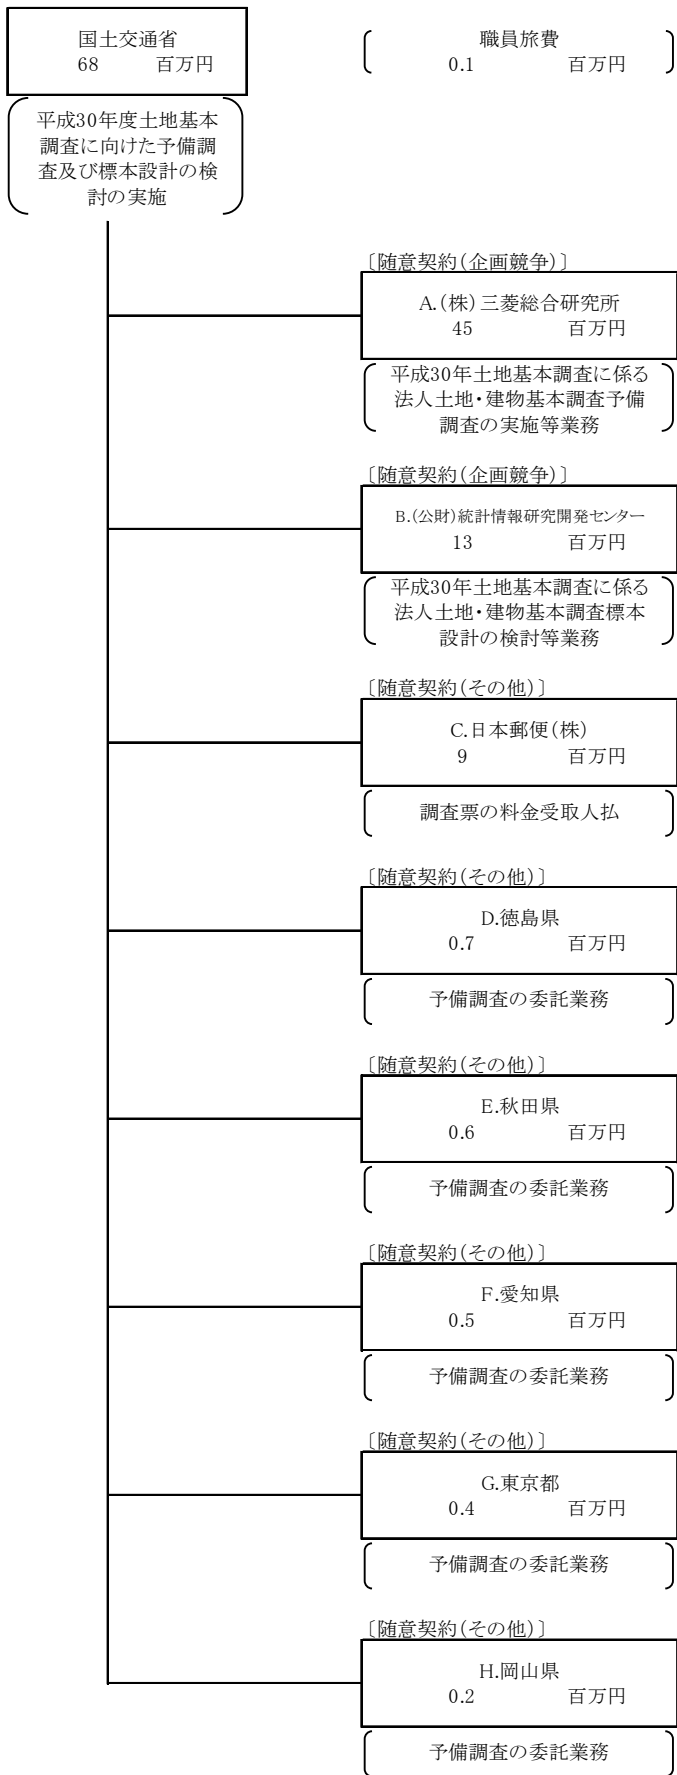 国土交通省
68 百万円
職員旅費
0.1 百万円
平成30年度土地基本
調査に向けた予備調
査及び標本設計の検
討の実施
〔随意契約(企画競争)〕
A.(株)三菱総合研究所
45 百万円
平成30年土地基本調査に係る
法人土地・建物基本調査予備
調査の実施等業務
〔随意契約(企画競争)〕
B.(公財)統計情報研究開発センター
13 百万円
平成30年土地基本調査に係る
法人土地・建物基本調査標本
設計の検討等業務
〔随意契約(その他)〕
C.日本郵便(株)
9 百万円
調査票の料金受取人払
〔随意契約(その他)〕
D.徳島県
0.7 百万円
予備調査の委託業務
〔随意契約(その他)〕
E.秋田県
0.6 百万円
予備調査の委託業務
〔随意契約(その他)〕
F.愛知県
0.5 百万円
予備調査の委託業務
〔随意契約(その他)〕
G.東京都
0.4 百万円
予備調査の委託業務
〔随意契約(その他)〕
H.岡山県
0.2 百万円
予備調査の委託業務